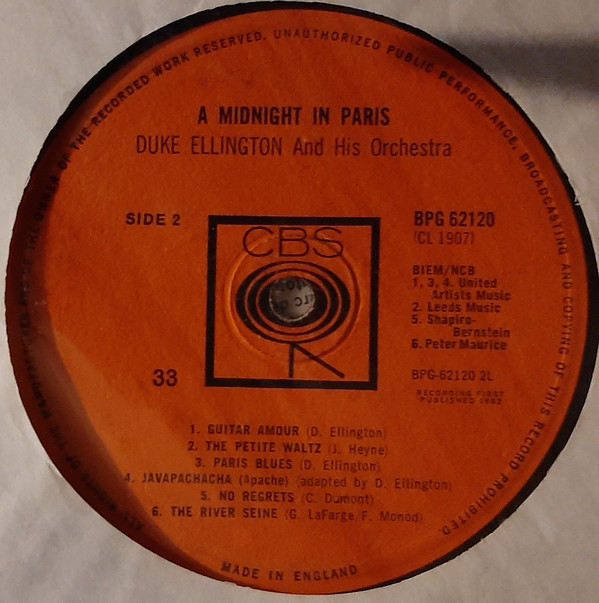 ALL RIGHTS OF THE MANUFACTURER AND OF THE OWNER OF THE RECORDED WORK RESERVED. UNAUTHORIZED PUBLIC PERFORMANCE, BROADCASTING AND COPYING OF THIS RECORD PROHIBITED.
A MIDNIGHT IN PARIS
DUKE ELLINGTON And His Orchestra
SIDE 2
CBS
BPG 62120
(CL 1907)
BIEM/NCB
1, 3, 4. United
Artists Music
2. Leeds Music
5. Shapiro-
Bernstein
6. Peter Maurice
33
BPG-62120 2L
RECORDING FIRST
PUBLISHED 1962
1. GUITAR AMOUR (D. Ellington)
2. THE PETITE WALTZ (J. Heyne)
3. PARIS BLUES (D. Ellington)
4. JAVAPACHACHA (Apache) (adapted by D. Ellington)
5. NO REGRETS (C. Dumont)
6. THE RIVER SEINE (G. LaFarge/F. Monod)
MADE IN ENGLAND